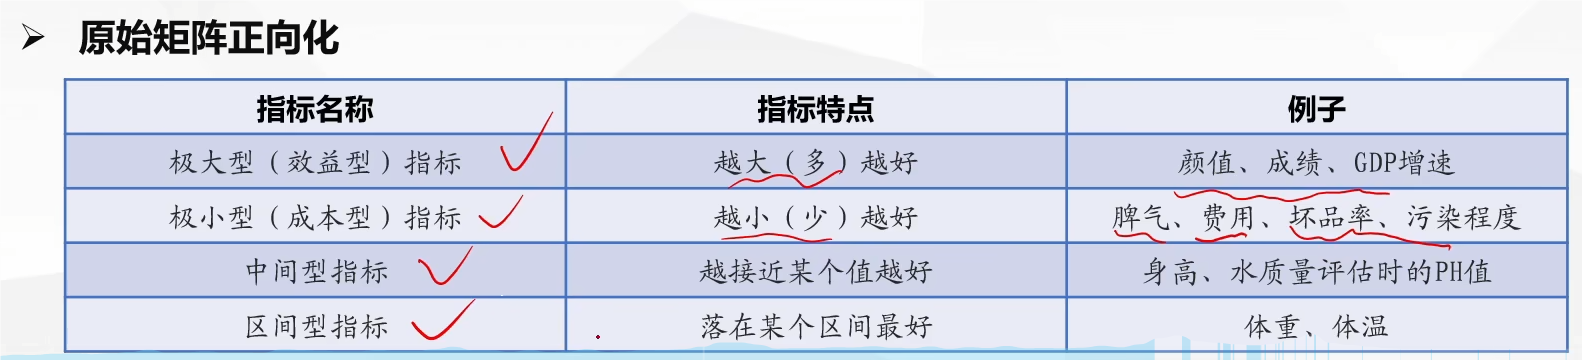 原始矩阵正向化
指标名称 指标特点 例子
极大型（效益型）指标 越大（多）越好 颜值、成绩、GDP增速
极小型（成本型）指标 越小（少）越好 脾气、费用、坏品率、污染程度
中间型指标 越接近某个值越好 身高、水质量评估时的PH值
区间型指标 落在某个区间最好 体重、体温